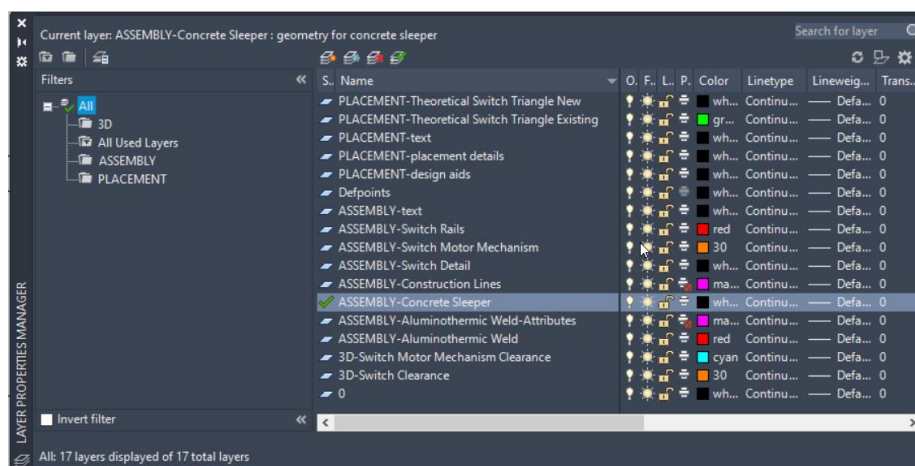 Current layer: ASSEMBLY-Concrete Sleeper : geometry for concrete sleeper
Search for layer
Filters
S.. Name O. F.. L.. P. Color Linetype Lineweig... Trans..
All
3D
All Used Layers
ASSEMBLY
PLACEMENT
PLACEMENT-Theoretical Switch Triangle New wh... Continu... Defa... 0
PLACEMENT-Theoretical Switch Triangle Existing gr... Continu... Defa... 0
PLACEMENT-text wh... Continu... Defa... 0
PLACEMENT-placement details wh... Continu... Defa... 0
PLACEMENT-design aids wh... Continu... Defa... 0
Defpoints wh... Continu... Defa... 0
ASSEMBLY-text wh... Continu... Defa... 0
ASSEMBLY-Switch Rails red Continu... Defa... 0
ASSEMBLY-Switch Motor Mechanism 30 Continu... Defa... 0
ASSEMBLY-Switch Detail wh... Continu... Defa... 0
ASSEMBLY-Construction Lines ma... Continu... Defa... 0
ASSEMBLY-Concrete Sleeper wh... Continu... Defa... 0
ASSEMBLY-Aluminothermic Weld-Attributes ma... Continu... Defa... 0
ASSEMBLY-Aluminothermic Weld red Continu... Defa... 0
3D-Switch Motor Mechanism Clearance cyan Continu... Defa... 0
3D-Switch Clearance 30 Continu... Defa... 0
0 wh... Continu... Defa... 0
Invert filter
All: 17 layers displayed of 17 total layers
LAYER PROPERTIES MANAGER